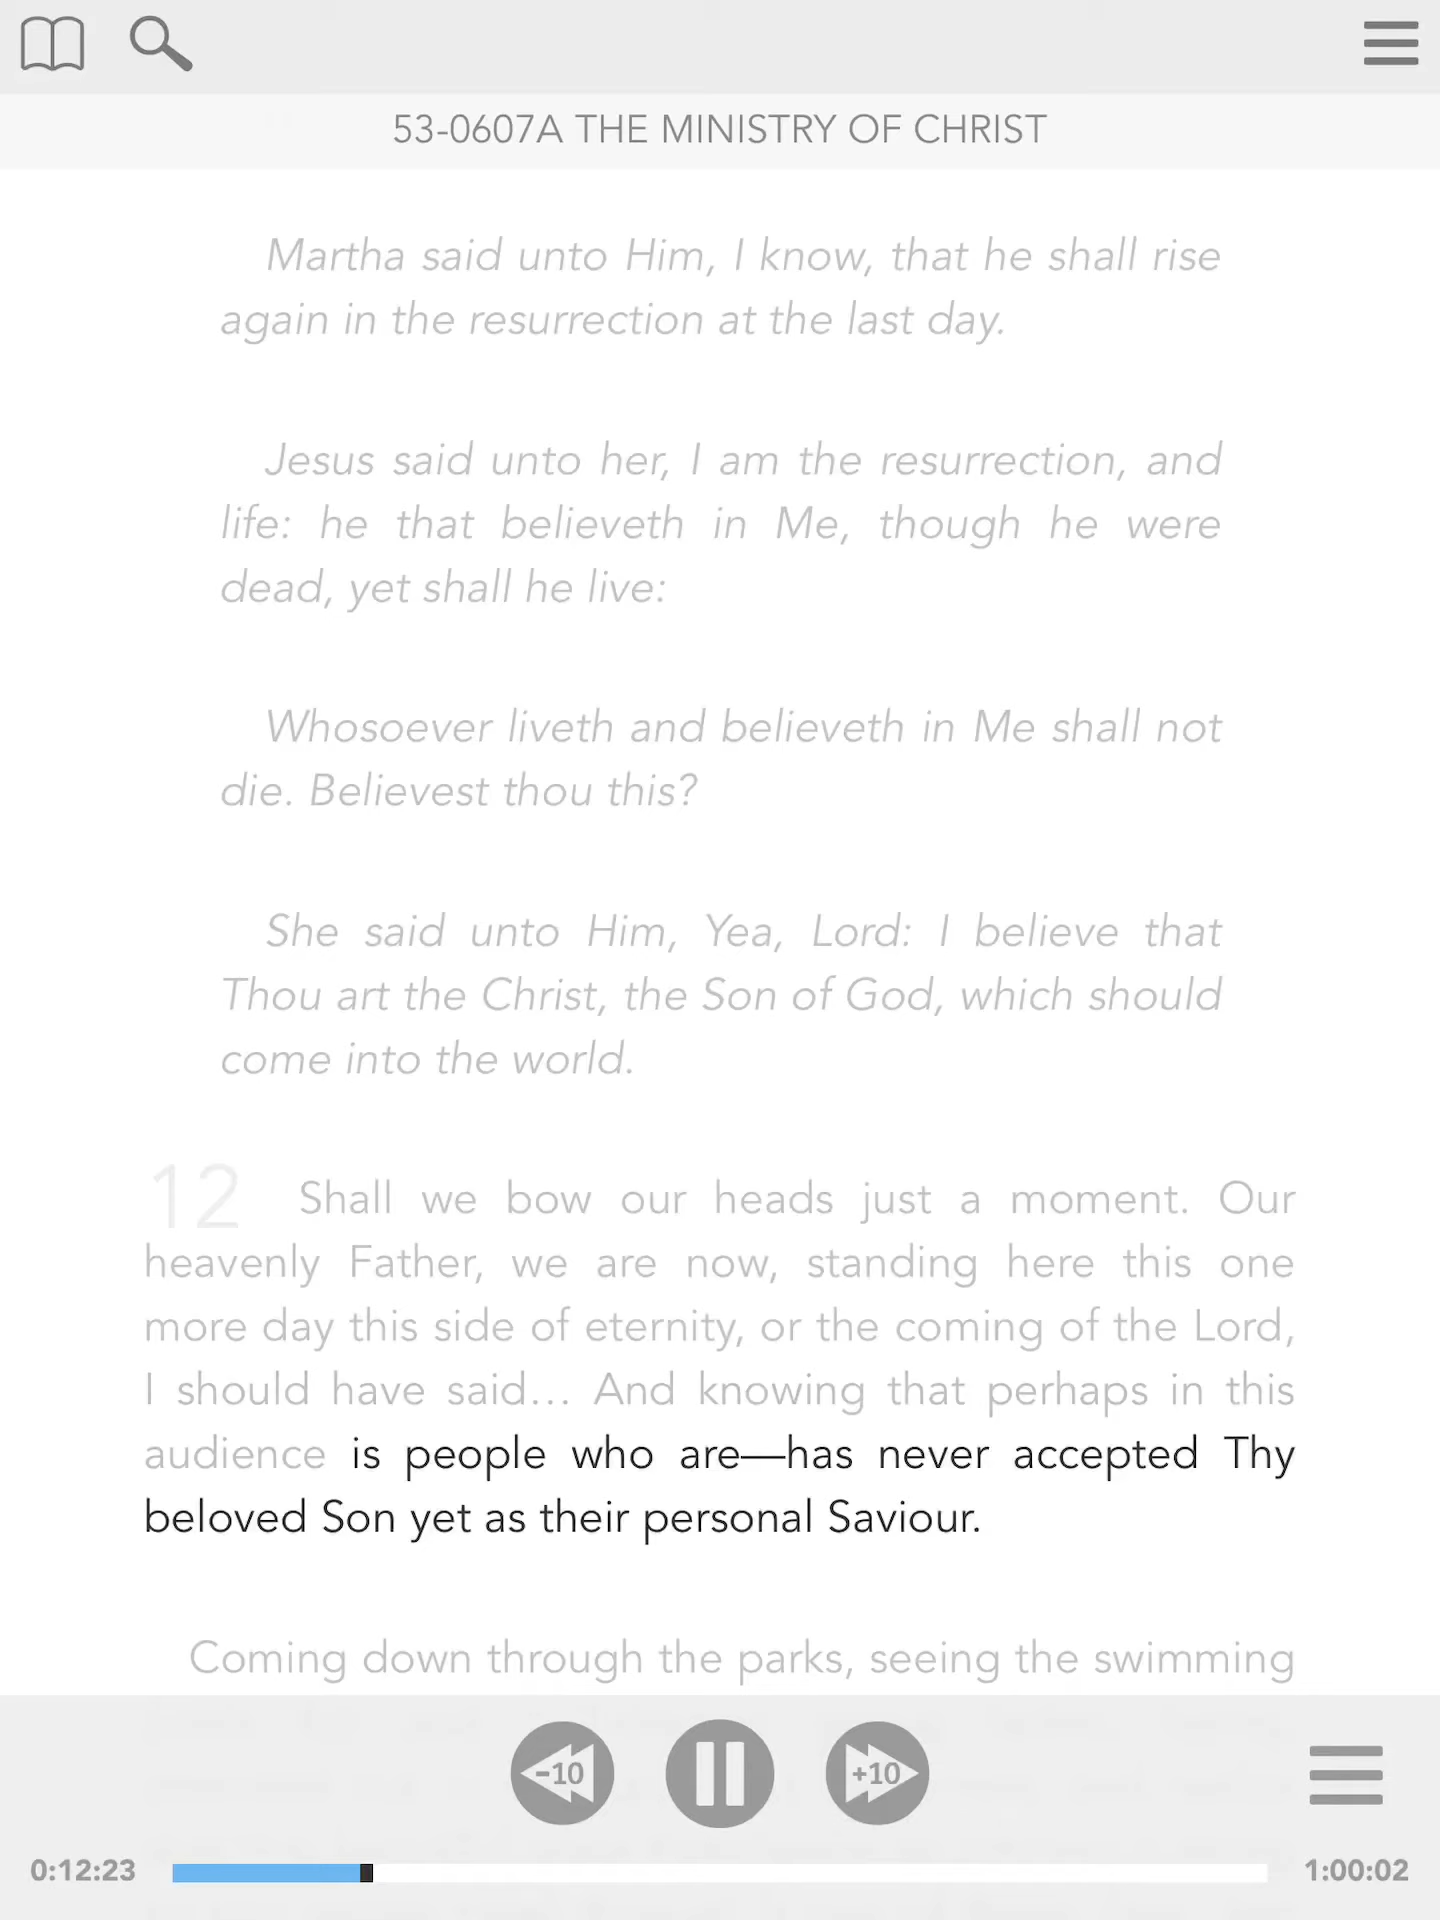 53-0607A THE MINISTRY OF CHRIST
Martha said unto Him, I know, that he shall rise
again in the resurrection at the last day.
Jesus said unto her, I am the resurrection, and
life: he that believeth in Me, though he were
dead, yet shall he live:
Whosoever liveth and believeth in Me shall not
die. Believest thou this?
She said unto Him, Yea, Lord: I believe that
Thou art the Christ, the Son of God, which should
come into the world.
12 Shall we bow our heads just a moment. Our
heavenly Father, we are now, standing here this one
more day this side of eternity, or the coming of the Lord,
I should have said… And knowing that perhaps in this
audience is people who are—has never accepted Thy
beloved Son yet as their personal Saviour.
Coming down through the parks, seeing the swimming
-10 +10
0:12:23 1:00:02